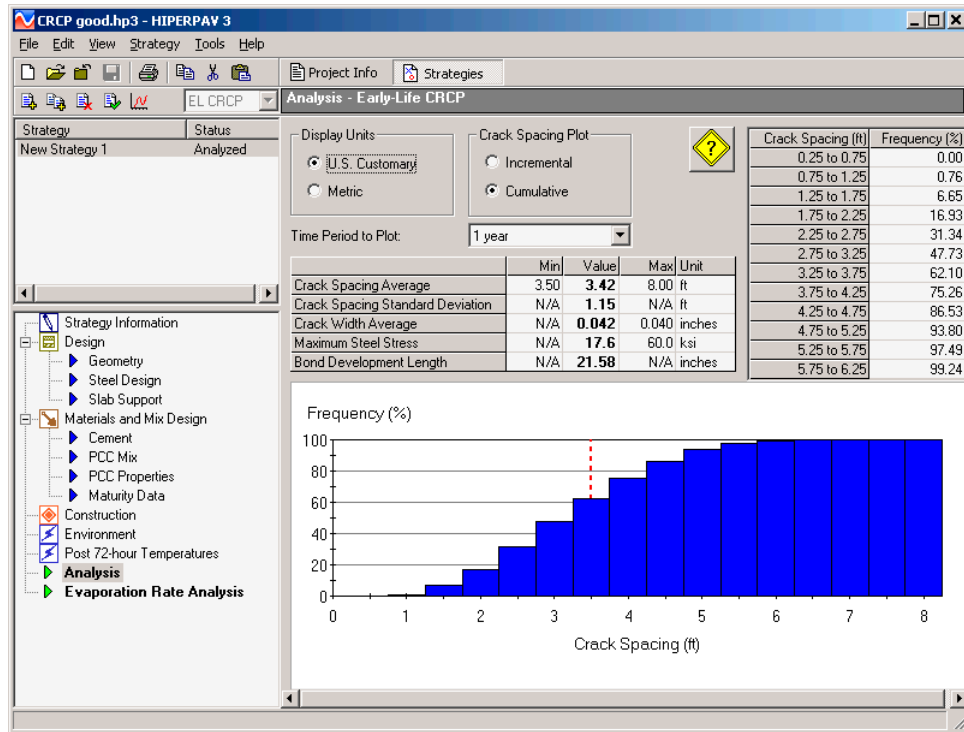 CRCP good.hp3 - HIPERPAV 3
File Edit View Strategy Tools Help
Project Info Strategies
EL CRCP Analysis - Early-Life CRCP
Strategy Status
New Strategy 1 Analyzed
Strategy Information
Design
Geometry
Steel Design
Slab Support
Materials and Mix Design
Cement
PCC Mix
PCC Properties
Maturity Data
Construction
Environment
Post 72-hour Temperatures
Analysis
Evaporation Rate Analysis
Display Units
U.S. Customary
Metric
Crack Spacing Plot
Incremental
Cumulative
?
Time Period to Plot: 1 year
Min Value Max Unit
Crack Spacing Average 3.50 3.42 8.00 ft
Crack Spacing Standard Deviation N/A 1.15 N/A ft
Crack Width Average N/A 0.042 0.040 inches
Maximum Steel Stress N/A 17.6 60.0 ksi
Bond Development Length N/A 21.58 N/A inches
Crack Spacing (ft) Frequency (%)
0.25 to 0.75 0.00
0.75 to 1.25 0.76
1.25 to 1.75 6.65
1.75 to 2.25 16.93
2.25 to 2.75 31.34
2.75 to 3.25 47.73
3.25 to 3.75 62.10
3.75 to 4.25 75.26
4.25 to 4.75 86.53
4.75 to 5.25 93.80
5.25 to 5.75 97.49
5.75 to 6.25 99.24
Frequency (%)
100
80
60
40
20
0
0 1 2 3 4 5 6 7 8
Crack Spacing (ft)